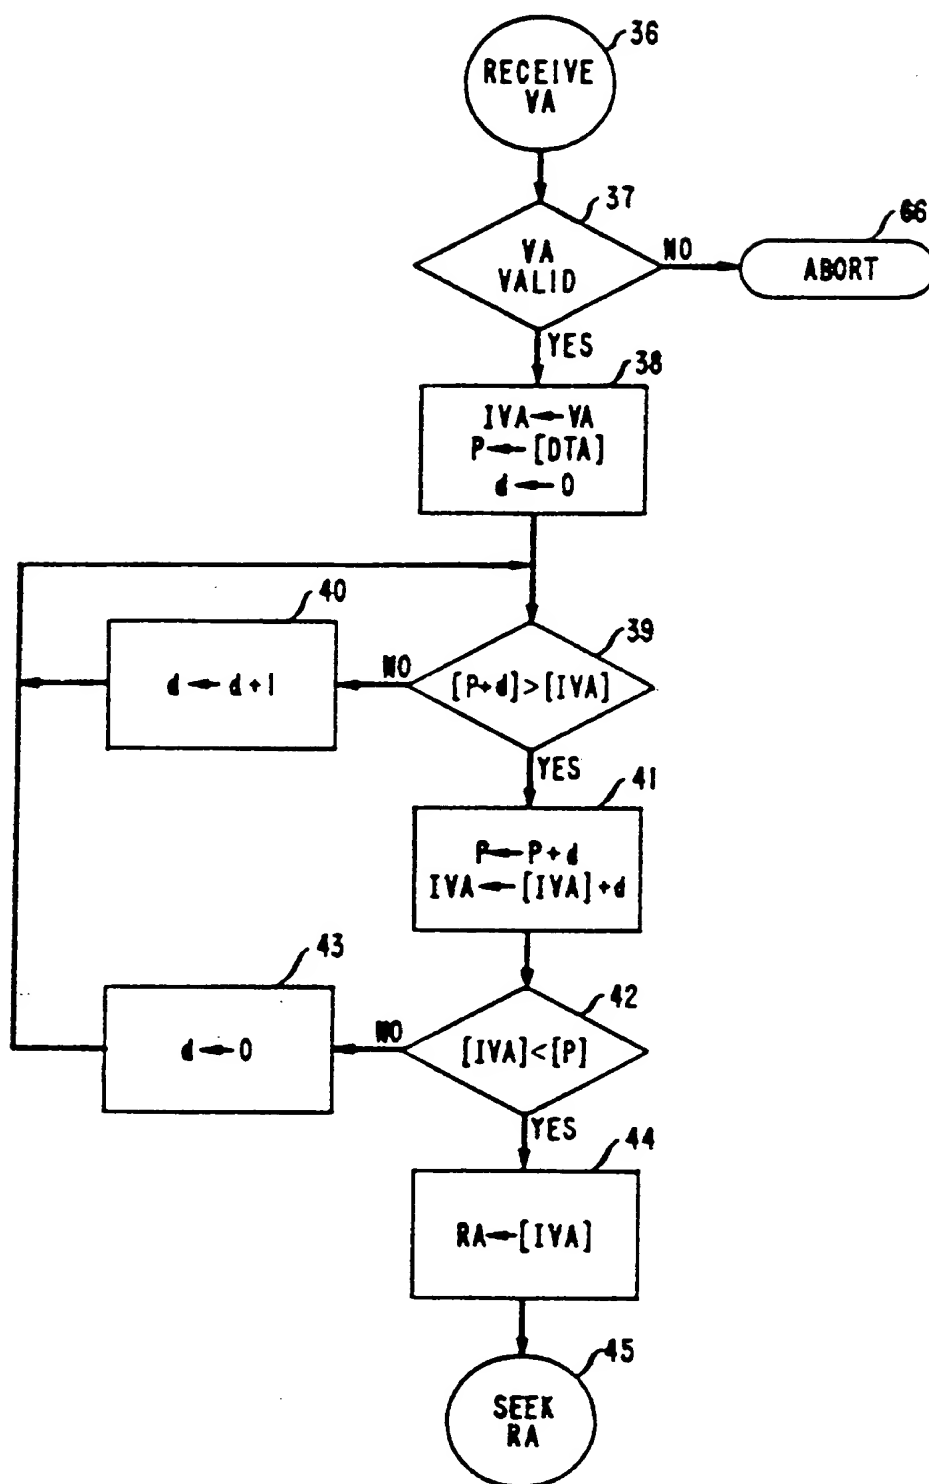 36
RECEIVE
VA
37
VA
VALID
NO
66
ABORT
YES
38
IVA←VA
P←[DTA]
d←0
40
d←d+1
NO
39
[P+d]>[IVA]
YES
41
P←P+d
IVA←[IVA]+d
43
d←0
NO
42
[IVA]<[P]
YES
44
RA←[IVA]
45
SEEK
RA